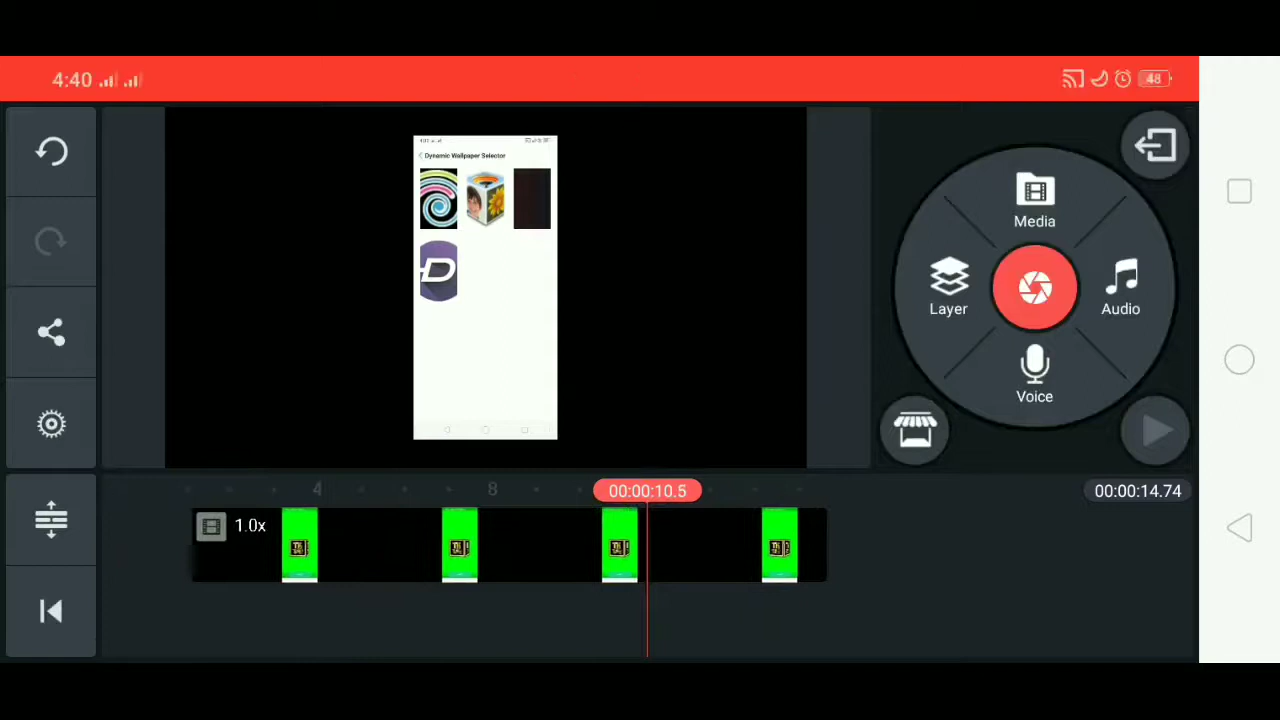 4:40
48
Dynamic Wallpaper Selector
D
Media
Layer
Audio
Voice
4
8
00:00:10.5
00:00:14.74
1.0x